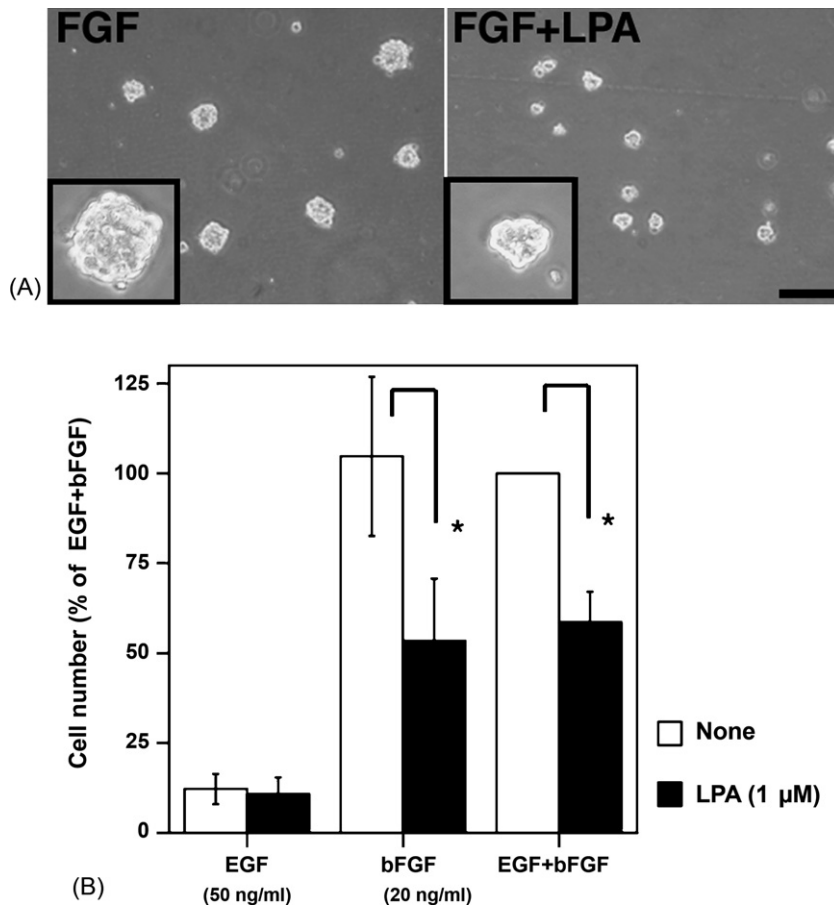 FGF
FGF+LPA
(A)
125
100
75
50
25
0
Cell number (% of EGF+bFGF)
*
*
None
LPA (1 µM)
EGF
bFGF
EGF+bFGF
(50 ng/ml)
(20 ng/ml)
(B)